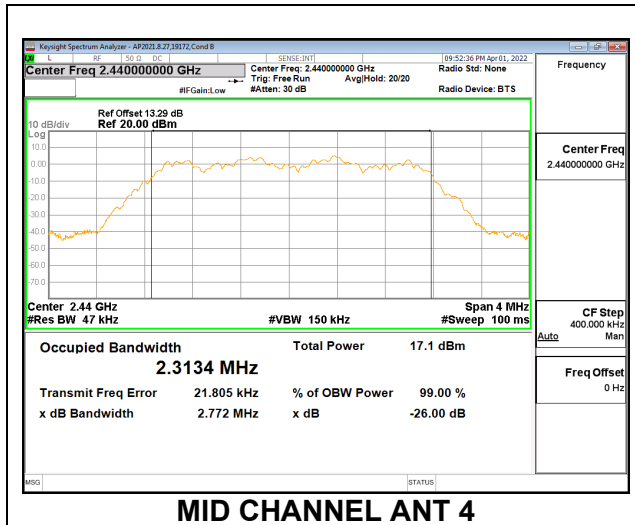 Keysight Spectrum Analyzer - AP2021.8.27,19172,Cond B
L RF 50 Ω DC SENSE:INT 09:52:36 PM Apr 01, 2022
Center Freq 2.440000000 GHz
Center Freq: 2.440000000 GHz
Radio Std: None
Trig: Free Run Avg|Hold: 20/20
#IFGain:Low
#Atten: 30 dB
Radio Device: BTS
Frequency
Ref Offset 13.29 dB
10 dB/div
Ref 20.00 dBm
Log
10.0
0.00
-10.0
-20.0
-30.0
-40.0
-50.0
-60.0
-70.0
Center 2.44 GHz
Span 4 MHz
#Res BW 47 kHz
#VBW 150 kHz
#Sweep 100 ms
Center Freq
2.440000000 GHz
CF Step
400.000 kHz
Auto Man
Freq Offset
0 Hz
Occupied Bandwidth
2.3134 MHz
Total Power 17.1 dBm
Transmit Freq Error 21.805 kHz
% of OBW Power 99.00 %
x dB Bandwidth 2.772 MHz
x dB -26.00 dB
MSG
STATUS
MID CHANNEL ANT 4